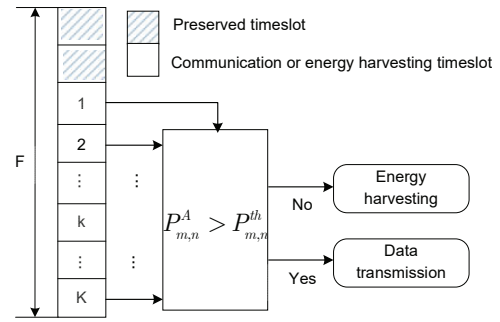 Preserved timeslot
Communication or energy harvesting timeslot
F
1
2
⋮ ⋮
k
⋮ ⋮
K
P^A_{m,n} > P^{th}_{m,n}
No
Yes
Energy
harvesting
Data
transmission